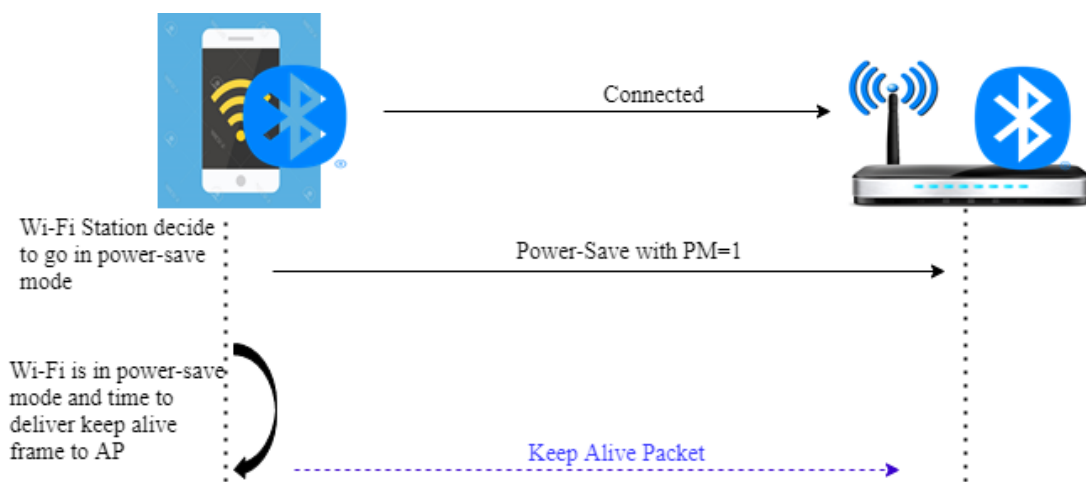 Connected
Wi-Fi Station decide
to go in power-save
mode
Power-Save with PM=1
Wi-Fi is in power-save
mode and time to
deliver keep alive
frame to AP
Keep Alive Packet